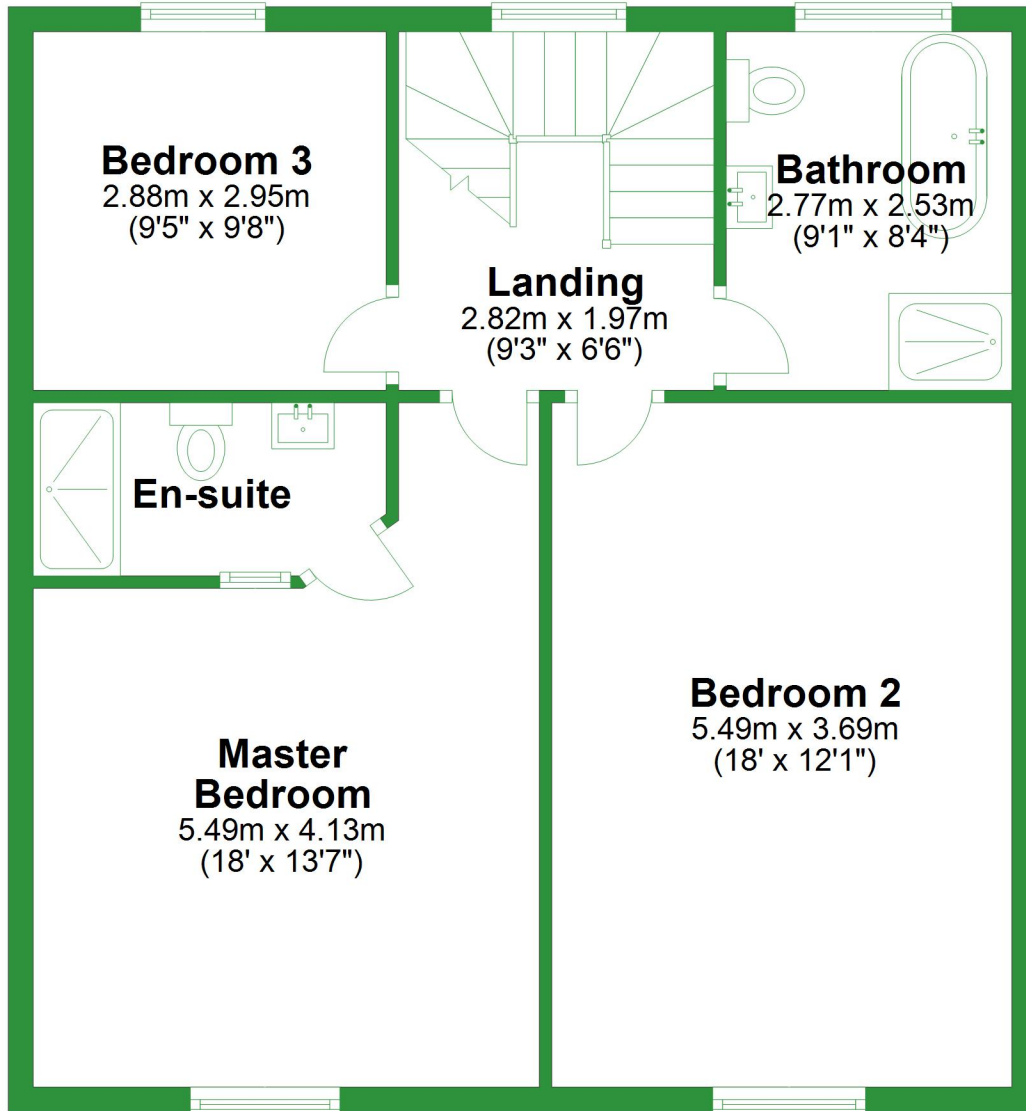 Bedroom 3
2.88m x 2.95m
(9'5" x 9'8")
Bathroom
2.77m x 2.53m
(9'1" x 8'4")
Landing
2.82m x 1.97m
(9'3" x 6'6")
En-suite
Master
Bedroom
5.49m x 4.13m
(18' x 13'7")
Bedroom 2
5.49m x 3.69m
(18' x 12'1")